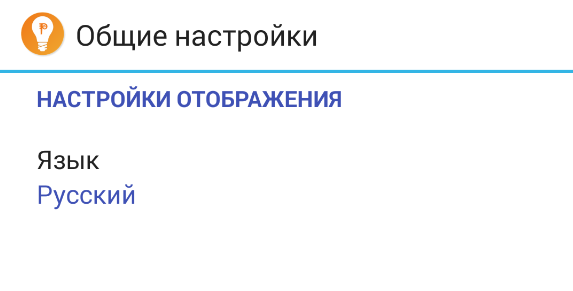 Общие настройки
НАСТРОЙКИ ОТОБРАЖЕНИЯ
Язык
Русский